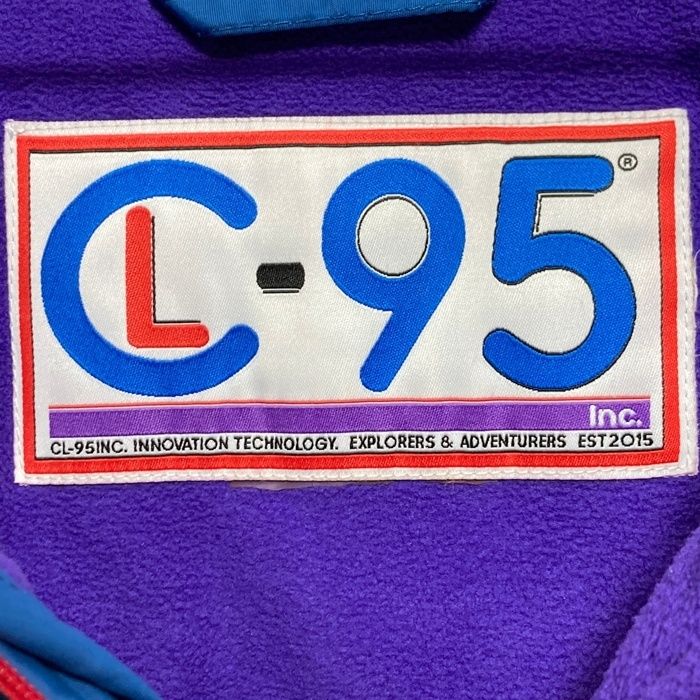 CL-95®
Inc.
CL-95INC. INNOVATION TECHNOLOGY. EXPLORERS & ADVENTURERS EST2015